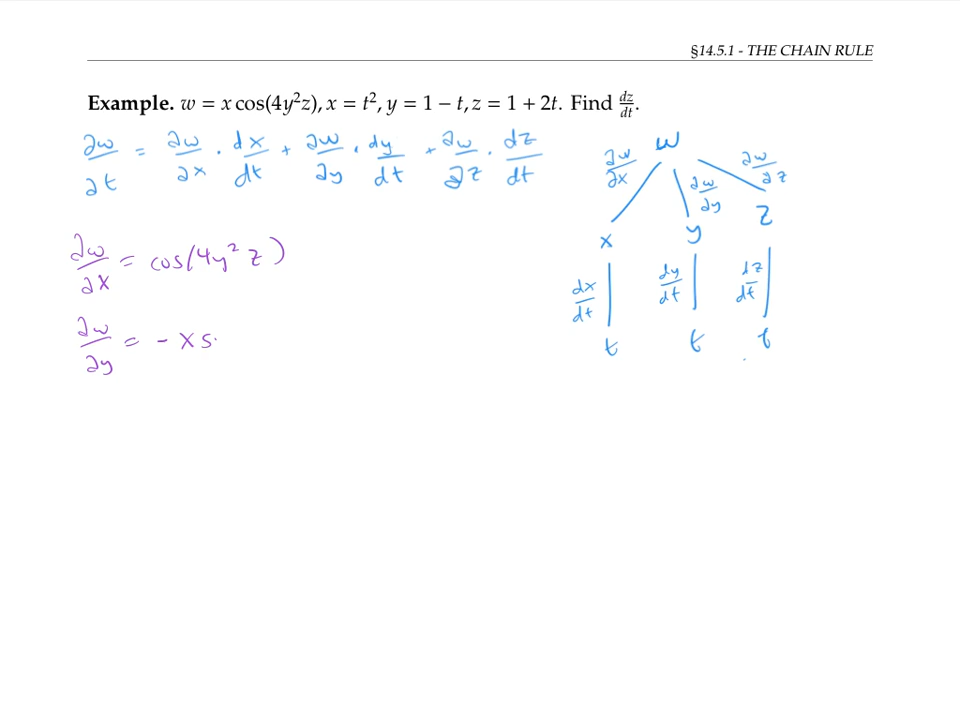 §14.5.1 - THE CHAIN RULE
Example. w = x cos(4y²z), x = t², y = 1 − t, z = 1 + 2t. Find dz/dt.
∂w/∂t = ∂w/∂x · dx/dt + ∂w/∂y · dy/dt + ∂w/∂z · dz/dt
w
∂w/∂x ∂w/∂y ∂w/∂z
x y z
dx/dt dy/dt dz/dt
t t t
∂w/∂x = cos(4y² z)
∂w/∂y = - x s